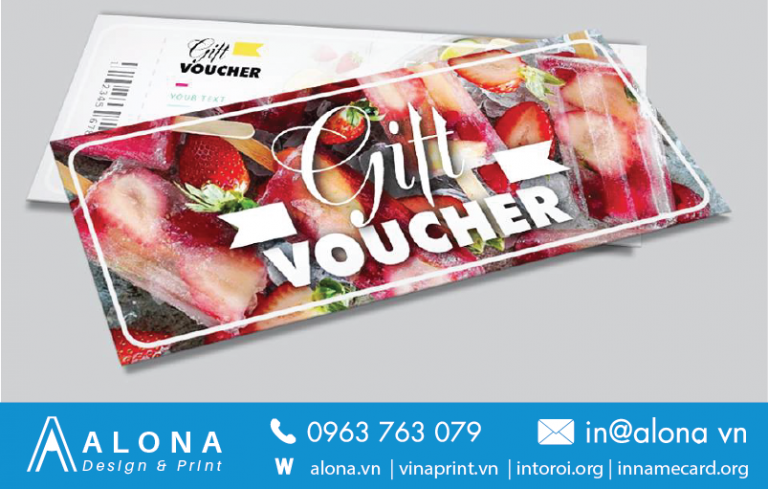 Gift
VOUCHER
YOUR TEXT
Gift
VOUCHER
ALONA
Design & Print
0963 763 079
in@alona vn
W alona.vn | vinaprint.vn | intoroi.org | innamecard.org